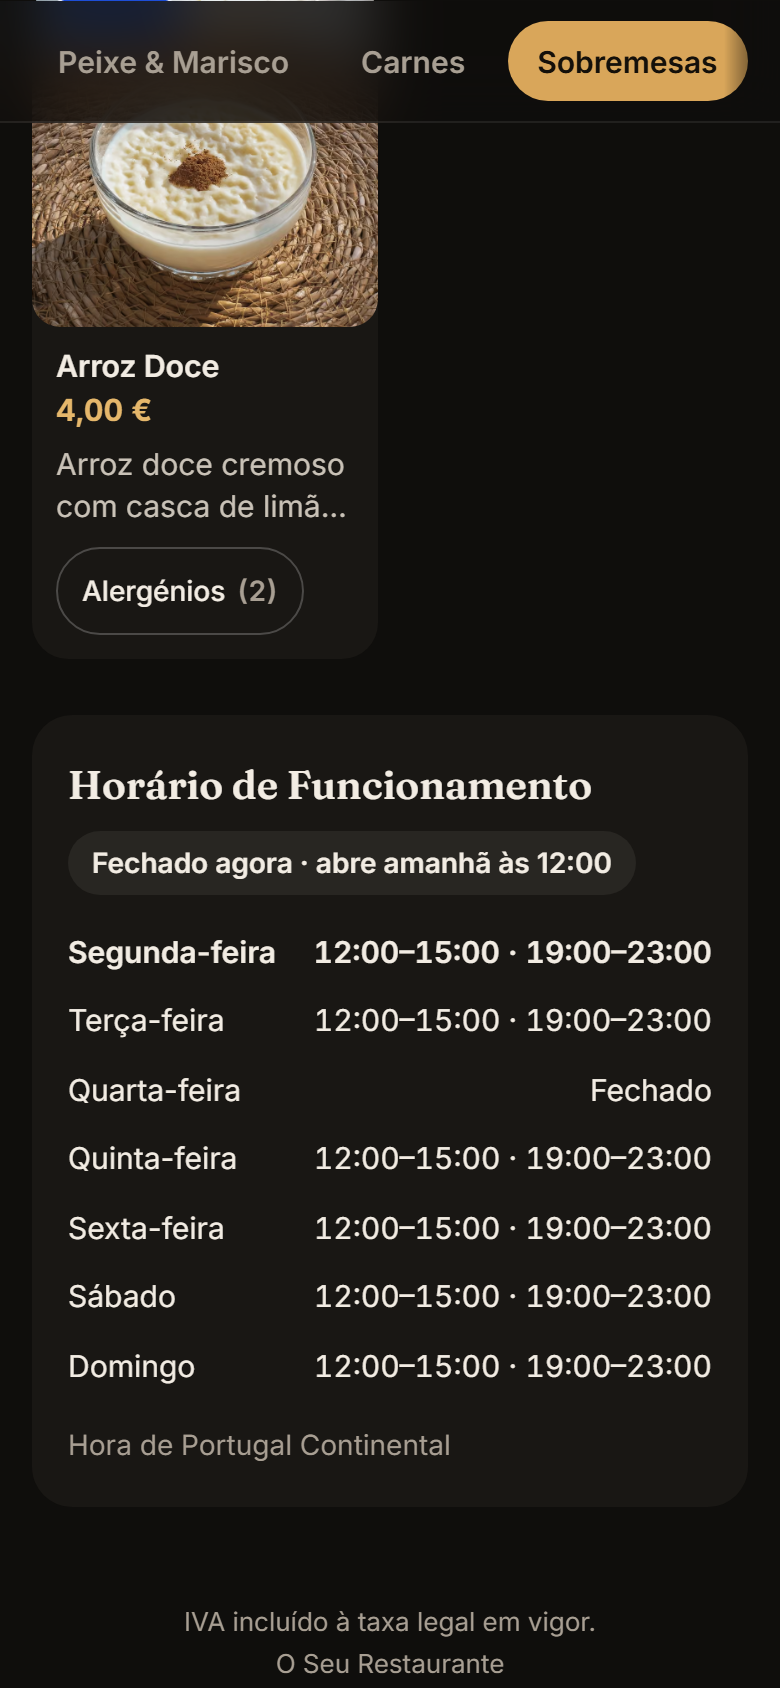 Peixe & Marisco Carnes Sobremesas
Arroz Doce
4,00 €
Arroz doce cremoso
com casca de limã...
Alergénios (2)
Horário de Funcionamento
Fechado agora · abre amanhã às 12:00
Segunda-feira 12:00–15:00 · 19:00–23:00
Terça-feira 12:00–15:00 · 19:00–23:00
Quarta-feira Fechado
Quinta-feira 12:00–15:00 · 19:00–23:00
Sexta-feira 12:00–15:00 · 19:00–23:00
Sábado 12:00–15:00 · 19:00–23:00
Domingo 12:00–15:00 · 19:00–23:00
Hora de Portugal Continental
IVA incluído à taxa legal em vigor.
O Seu Restaurante